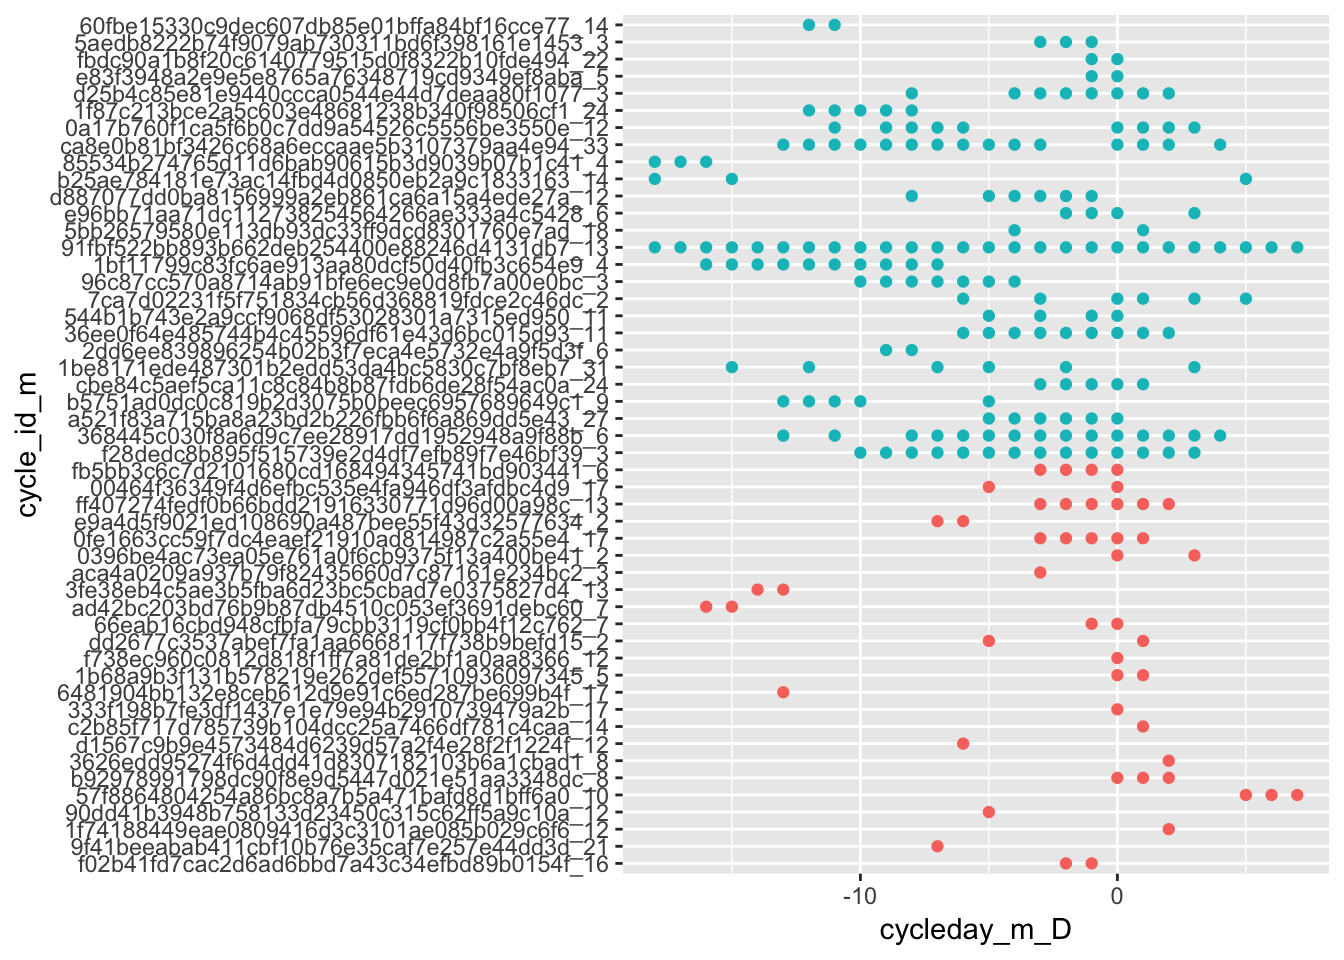 cycle_id_m
60fbe15330c9dec607db85e01bffa84bf16cce77_14
5aedb8222b74f9079ab730311bd6f398161e1453_3
fbdc90a1b8f20c6140779515d0f8322b10fde494_22
e83f3948a2e9e5e8765a76348719cd9349ef8aba_5
d25b4c85e81e9440ccca0544e44d7deaa80f1077_3
1f87c213bce2a5c603e48681238b340f98506cf1_24
0a17b760f1ca5f6b0c7dd9a54526c5556be3550e_12
ca8e0b81bf3426c68a6eccaae5b3107379aa4e94_33
85534b274765d11d6bab90615b3d9039b07b1c41_4
b25ae784181e73ac14fbd4d0850eb2a9c1833163_14
d887077dd0ba8156999a2eb861ca6a15a4ede27a_12
e96bb71aa71dc112738254564266ae333a4c5428_6
5bb26579580e113db93dc33ff9dcd8301760e7ad_18
91fbf522bb893b662deb254400e88246d4131db7_13
1bf11799c83fc6ae913aa80dcf50d40fb3c654e9_4
96c87cc570a8714ab91bfe6ec9e0d8fb7a00e0bc_3
7ca7d02231f5f751834cb56d368819fdce2c46dc_2
544b1b743e2a9ccf9068df53028301a7315ed950_11
36ee0f64e485744b4c45596df61e43d6bc015d93_11
2dd6ee839896254b02b3f7eca4e5732e4a9f5d3f_6
1be8171ede487301b2edd53da4bc5830c7bf8eb7_31
cbe84c5aef5ca11c8c84b8b87fdb6de28f54ac0a_24
b5751ad0dc0c819b2d3075b0beec6957689649c1_9
a521f83a715ba8a23bd2b226fbb6f6a869dd5e43_27
368445c030f8a6d9c7ee28917dd1952948a9f88b_6
f28dedc8b895f515739e2d4df7efb89f7e46bf39_3
fb5bb3c6c7d2101680cd168494345741bd903441_6
00464f36349f4d6efbc535e4fa946df3afdbc4d9_17
ff407274fedf0b66bdd21916330771d96d00a98c_13
e9a4d5f9021ed108690a487bee55f43d32577634_2
0fe1663cc59f7dc4eaef21910ad814987c2a55e4_17
0396be4ac73ea05e761a0f6cb9375f13a400be41_2
aca4a0209a937b79f82435660d7c87161e234bc2_3
3fe38eb4c5ae3b5fba6d23bc5cbad7e0375827d4_13
ad42bc203bd76b9b87db4510c053ef3691debc60_7
66eab16cbd948cfbfa79cbb3119cf0bb4f12c762_7
dd2677c3537abef7fa1aa6668117f738b9befd15_2
f738ec960c0812d818f1ff7a81de2bf1a0aa8366_12
1b68a9b3f131b578219e262def55710936097345_5
6481904bb132e8ceb612d9e91c6ed287be699b4f_17
333f198b7fe3df1437e1e79e94b2910739479a2b_17
c2b85f717d785739b104dcc25a7466df781c4caa_14
d1567c9b9e4573484d6239d57a2f4e28f2f1224f_12
3626edd95274f6d4dd41d8307182103b6a1cbad1_8
b92978991798dc90f8e9d5447d021e51aa3348dc_8
57f8864804254a86bc8a7b5a471bafd8d1bff6a0_10
90dd41b3948b758133d23450c315c62ff5a9c10a_12
1f74188449eae0809416d3c3101ae085b029c6f6_12
9f41beeabab411cbf10b76e35caf7e257e44dd3d_21
f02b41fd7cac2d6ad6bbd7a43c34efbd89b0154f_16
-10 0
cycleday_m_D